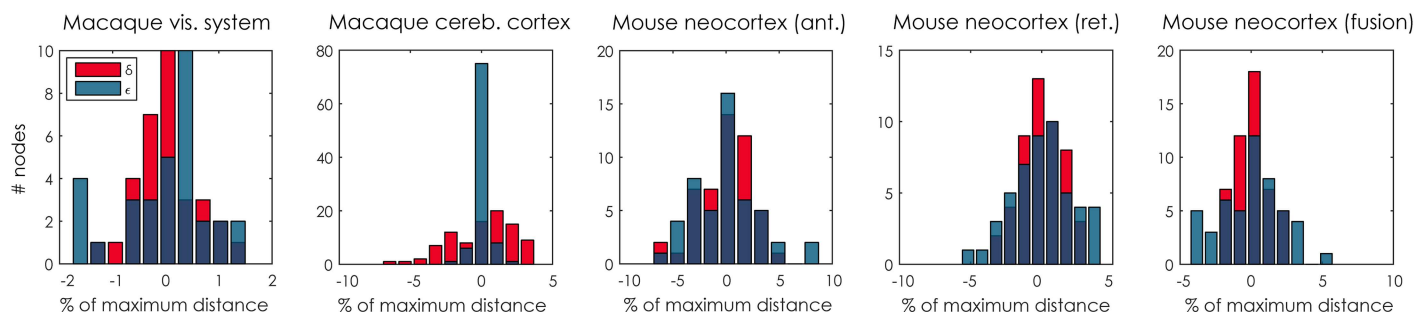 Macaque vis. system
Macaque cereb. cortex
Mouse neocortex (ant.)
Mouse neocortex (ret.)
Mouse neocortex (fusion)
# nodes
10
8
6
4
2
0
δ
ϵ
-2 -1 0 1 2
% of maximum distance
80
60
40
20
0
-10 -5 0 5
% of maximum distance
20
15
10
5
0
-10 -5 0 5 10
% of maximum distance
15
10
5
0
-10 -5 0 5
% of maximum distance
20
15
10
5
0
-5 0 5 10
% of maximum distance